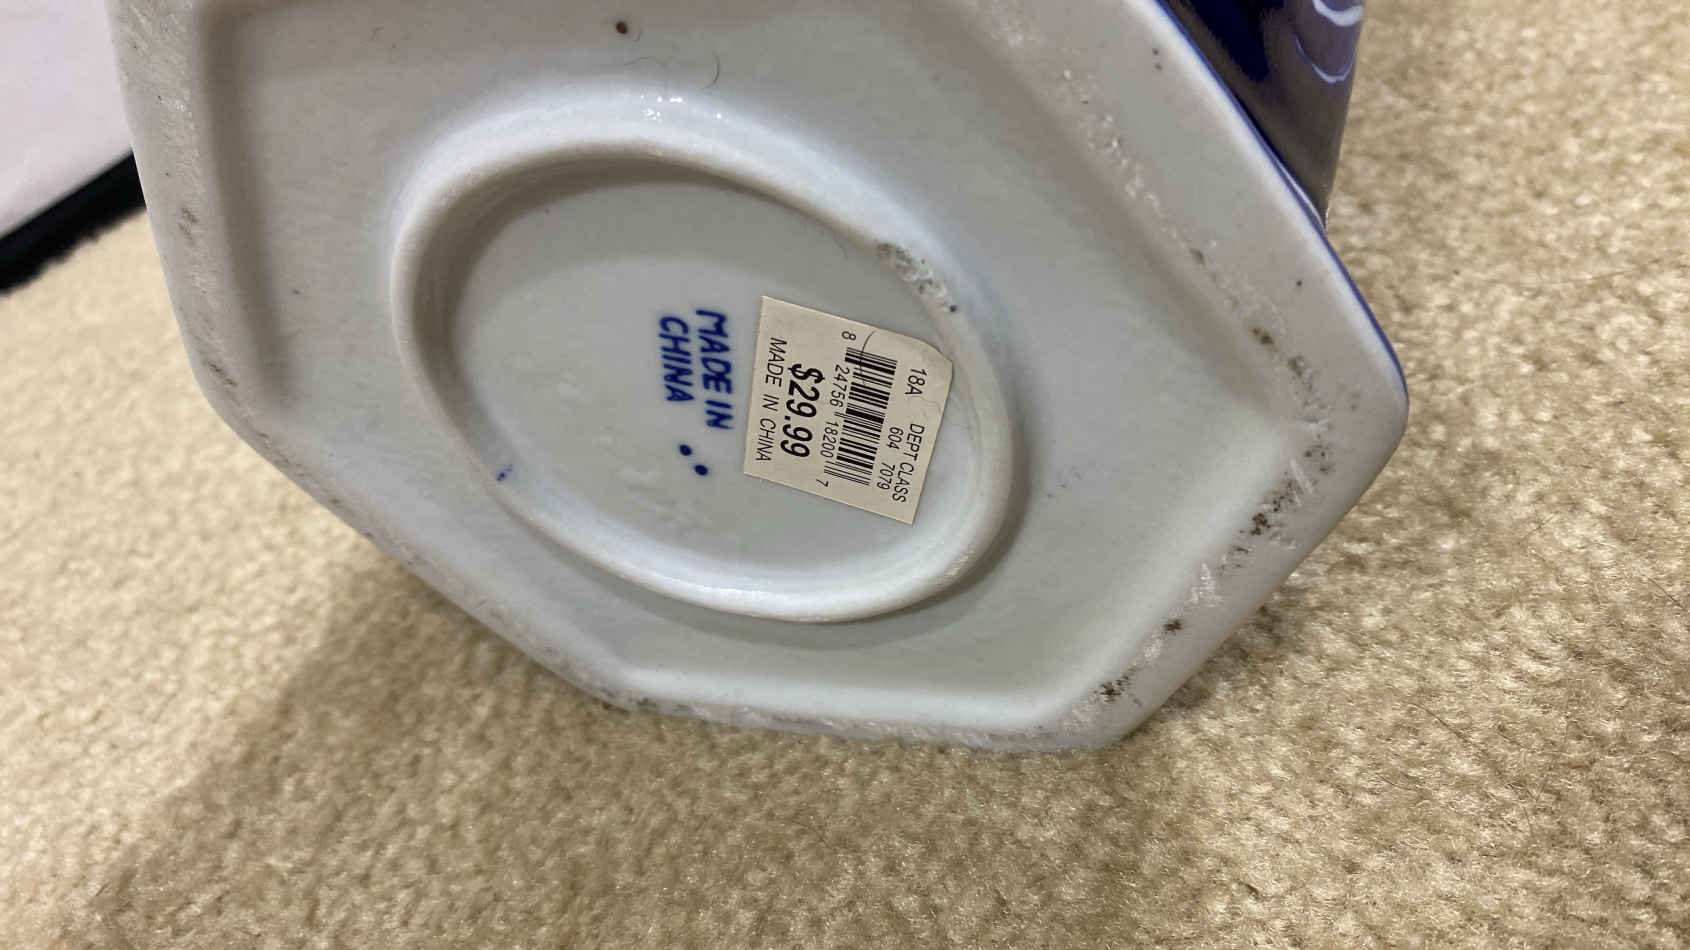 MADE IN
CHINA
18A DEPT CLASS
604 7079
8 24756 18200 7
$29.99
MADE IN CHINA